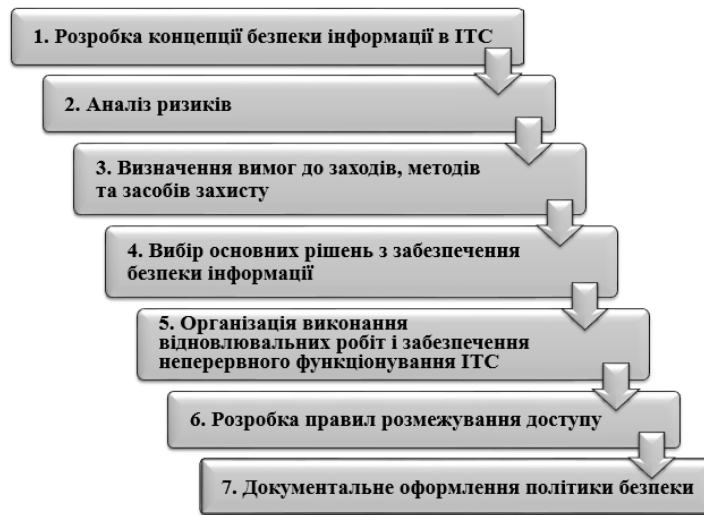 1. Розробка концепції безпеки інформації в ІТС
2. Аналіз ризиків
3. Визначення вимог до заходів, методів
та засобів захисту
4. Вибір основних рішень з забезпечення
безпеки інформації
5. Організація виконання
відновлювальних робіт і забезпечення
неперервного функціонування ІТС
6. Розробка правил розмежування доступу
7. Документальне оформлення політики безпеки